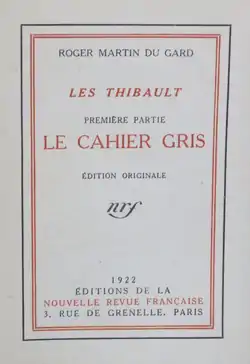 ROGER MARTIN DU GARD
LES THIBAULT
PREMIÈRE PARTIE
LE CAHIER GRIS
ÉDITION ORIGINALE
nrf
1922
ÉDITIONS DE LA
NOUVELLE REVUE FRANÇAISE
3, RUE DE GRENELLE, PARIS